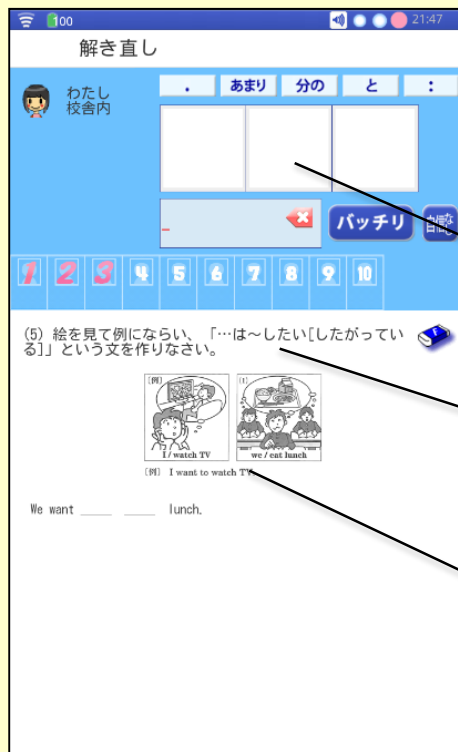 100
21:47
解き直し
わたし
校舎内
.
あまり
分の
と
:
バッチリ
自信なし
1 2 3 4 5 6 7 8 9 10
(5) 絵を見て例にならい、「…は~したい[したがってい
る]」という文を作りなさい。
[例]
(1)
I / watch TV
we / eat lunch
[例] I want to watch TV.
We want ____ ____ lunch.